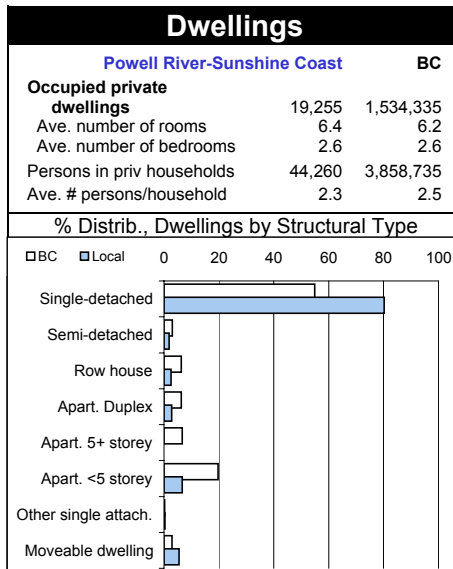 Dwellings
Powell River-Sunshine Coast BC
Occupied private
dwellings 19,255 1,534,335
Ave. number of rooms 6.4 6.2
Ave. number of bedrooms 2.6 2.6
Persons in priv households 44,260 3,858,735
Ave. # persons/household 2.3 2.5
% Distrib., Dwellings by Structural Type
BC Local 0 20 40 60 80 100
Single-detached
Semi-detached
Row house
Apart. Duplex
Apart. 5+ storey
Apart. <5 storey
Other single attach.
Moveable dwelling